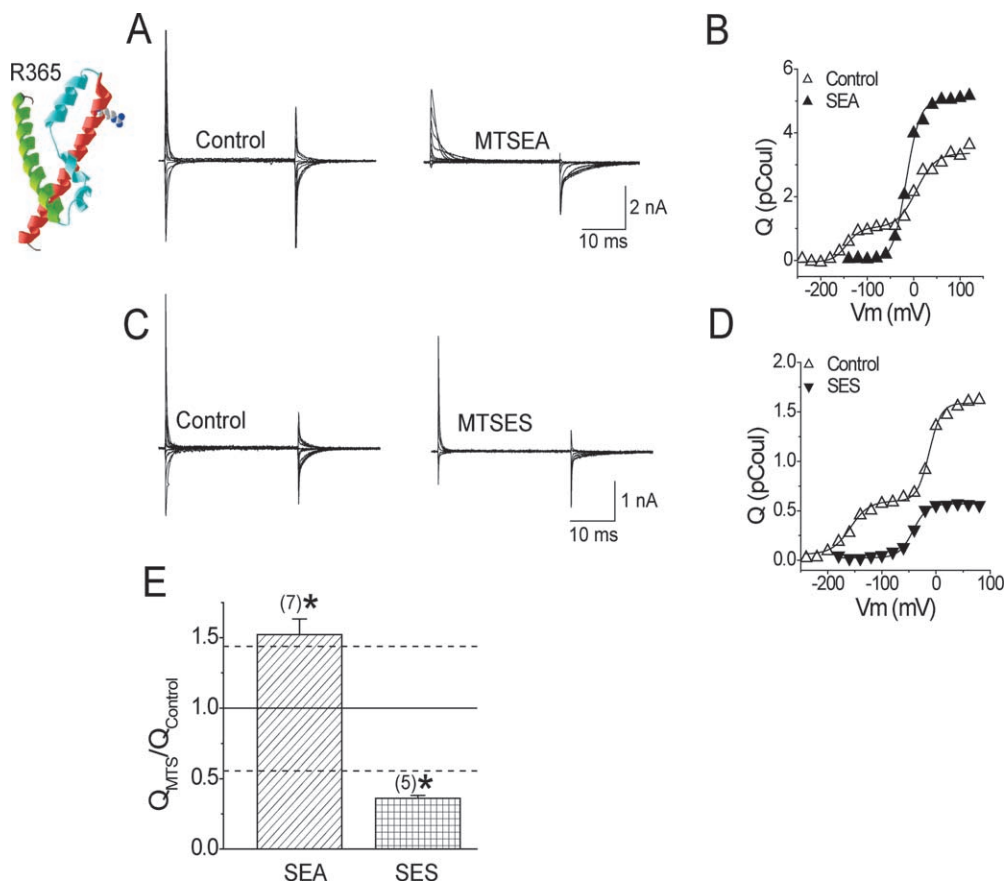 A
R365
Control
MTSEA
2 nA
10 ms
B
Control
SEA
Q (pCoul)
6
4
2
0
-200 -100 0 100
Vm (mV)
C
Control
MTSES
1 nA
10 ms
D
Control
SES
Q (pCoul)
2.0
1.5
1.0
0.5
0.0
-200 -100 0 100
Vm (mV)
E
Q_MTS/Q_Control
1.5
1.0
0.5
0.0
(7)*
(5)*
SEA SES